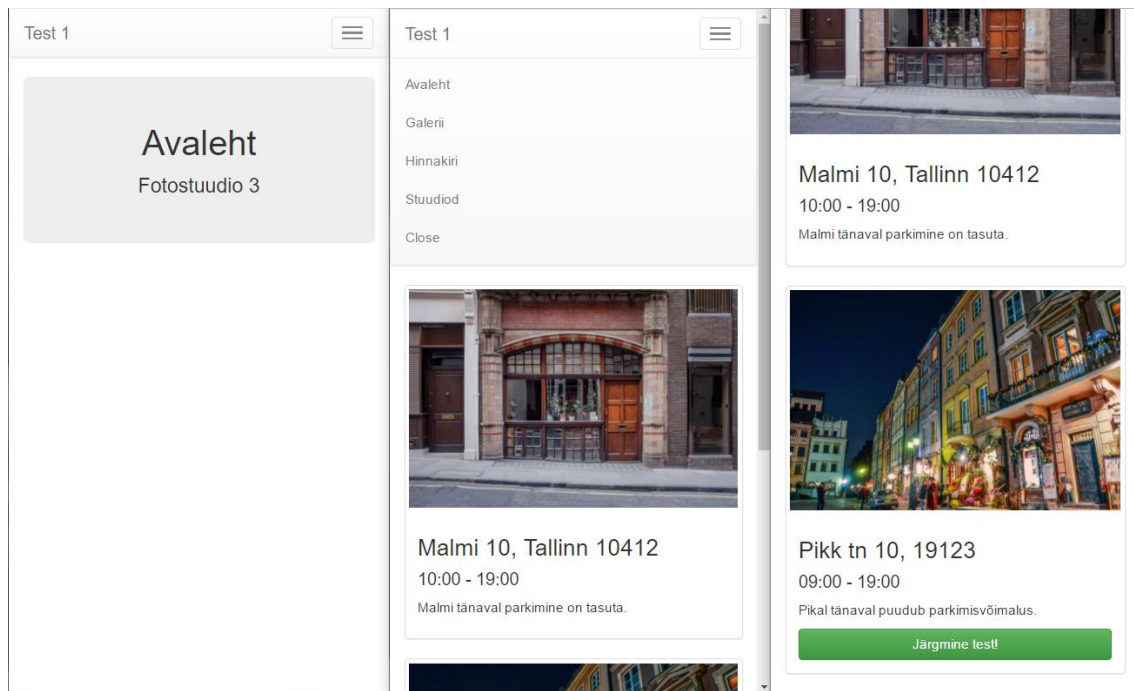 Test 1
Avaleht
Fotostuudio 3
Test 1
Avaleht
Galerii
Hinnakiri
Stuudiod
Close
Malmi 10, Tallinn 10412
10:00 - 19:00
Malmi tänaval parkimine on tasuta.
Malmi 10, Tallinn 10412
10:00 - 19:00
Malmi tänaval parkimine on tasuta.
Pikk tn 10, 19123
09:00 - 19:00
Pikal tänaval puudub parkimisvõimalus.
Järgmine test!